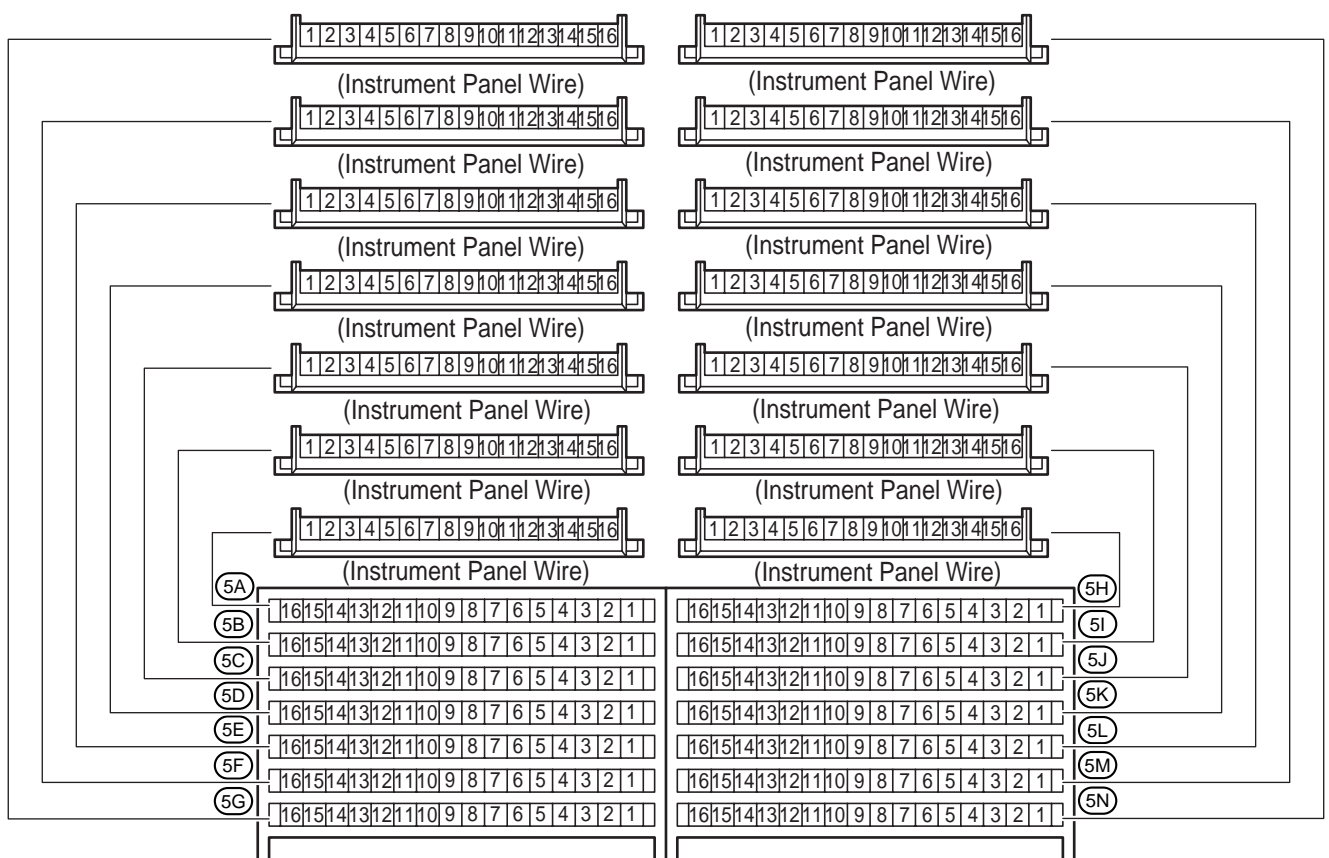 1 2 3 4 5 6 7 8 9 10 11 12 13 14 15 16 1 2 3 4 5 6 7 8 9 10 11 12 13 14 15 16
(Instrument Panel Wire) (Instrument Panel Wire)
1 2 3 4 5 6 7 8 9 10 11 12 13 14 15 16 1 2 3 4 5 6 7 8 9 10 11 12 13 14 15 16
(Instrument Panel Wire) (Instrument Panel Wire)
1 2 3 4 5 6 7 8 9 10 11 12 13 14 15 16 1 2 3 4 5 6 7 8 9 10 11 12 13 14 15 16
(Instrument Panel Wire) (Instrument Panel Wire)
1 2 3 4 5 6 7 8 9 10 11 12 13 14 15 16 1 2 3 4 5 6 7 8 9 10 11 12 13 14 15 16
(Instrument Panel Wire) (Instrument Panel Wire)
1 2 3 4 5 6 7 8 9 10 11 12 13 14 15 16 1 2 3 4 5 6 7 8 9 10 11 12 13 14 15 16
(Instrument Panel Wire) (Instrument Panel Wire)
1 2 3 4 5 6 7 8 9 10 11 12 13 14 15 16 1 2 3 4 5 6 7 8 9 10 11 12 13 14 15 16
(Instrument Panel Wire) (Instrument Panel Wire)
1 2 3 4 5 6 7 8 9 10 11 12 13 14 15 16 1 2 3 4 5 6 7 8 9 10 11 12 13 14 15 16
(Instrument Panel Wire) (Instrument Panel Wire)
5A 5H
16 15 14 13 12 11 10 9 8 7 6 5 4 3 2 1 16 15 14 13 12 11 10 9 8 7 6 5 4 3 2 1
5B 5I
16 15 14 13 12 11 10 9 8 7 6 5 4 3 2 1 16 15 14 13 12 11 10 9 8 7 6 5 4 3 2 1
5C 5J
16 15 14 13 12 11 10 9 8 7 6 5 4 3 2 1 16 15 14 13 12 11 10 9 8 7 6 5 4 3 2 1
5D 5K
16 15 14 13 12 11 10 9 8 7 6 5 4 3 2 1 16 15 14 13 12 11 10 9 8 7 6 5 4 3 2 1
5E 5L
16 15 14 13 12 11 10 9 8 7 6 5 4 3 2 1 16 15 14 13 12 11 10 9 8 7 6 5 4 3 2 1
5F 5M
16 15 14 13 12 11 10 9 8 7 6 5 4 3 2 1 16 15 14 13 12 11 10 9 8 7 6 5 4 3 2 1
5G 5N
16 15 14 13 12 11 10 9 8 7 6 5 4 3 2 1 16 15 14 13 12 11 10 9 8 7 6 5 4 3 2 1